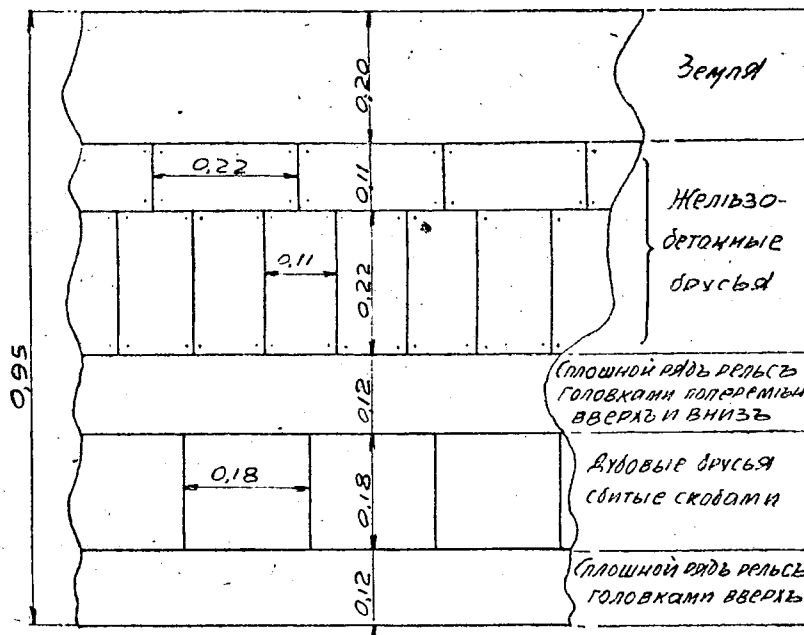 Земля
0,20
0,22
0,11
Желѣзо-
бетонные
брусья
0,11
0,22
0,95
Сплошной рядъ рельсъ
головками поперемѣн
вверхъ и внизъ
0,12
Дубовые брусья
сбитые скобами
0,18
0,18
Сплошной рядъ рельсъ
головками вверхъ
0,12